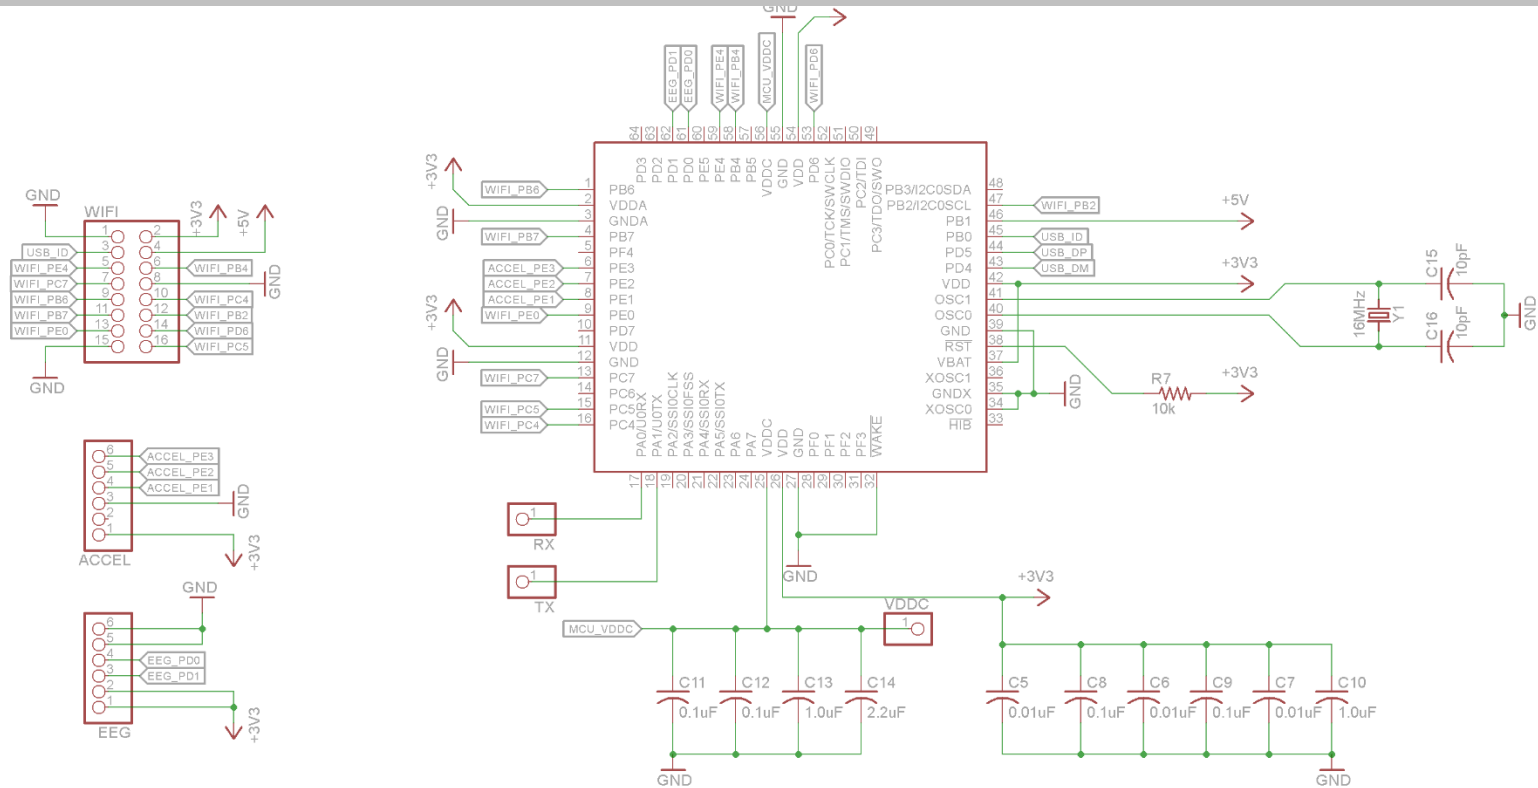 GND
EEG_PD1
EEG_PD0
WIFI_PE4
WIFI_PB4
MCU_VDDC
WIFI_PD6
64
63
62
61
60
59
58
57
56
55
54
53
52
51
50
49
PD3
PD2
PD1
PD0
PE5
PE4
PB4
PB5
VDDC
GND
VDD
PD6
PC0/TCK/SWCLK
PC1/TMS/SWDIO
PC2/TDI
PC3/TDO/SWO
+3V3
GND
WIFI_PB6
WIFI_PB7
ACCEL_PE3
ACCEL_PE2
ACCEL_PE1
WIFI_PE0
+3V3
GND
WIFI_PC7
WIFI_PC5
WIFI_PC4
1 PB6
2 VDDA
3 GNDA
4 PB7
5 PF4
6 PE3
7 PE2
8 PE1
9 PE0
10 PD7
11 VDD
12 GND
13 PC7
14 PC6
15 PC5
16 PC4
PB3/I2C0SDA 48
PB2/I2C0SCL 47
PB1 46
PB0 45
PD5 44
PD4 43
VDD 42
OSC1 41
OSC0 40
GND 39
RST 38
VBAT 37
XOSC1 36
GNDX 35
XOSC0 34
HIB 33
WIFI_PB2
+5V
USB_ID
USB_DP
USB_DM
+3V3
C15
10pF
16MHz
Y1
C16
10pF
GND
R7
10k
+3V3
GND
PA0/U0RX
PA1/U0TX
PA2/SSI0CLK
PA3/SSI0FSS
PA4/SSI0RX
PA5/SSI0TX
PA6
PA7
VDDC
VDD
GND
PF0
PF1
PF2
PF3
WAKE
17
18
19
20
21
22
23
24
25
26
27
28
29
30
31
32
GND
WIFI
+3V3
+5V
1 2
3 4
5 6
7 8
9 10
11 12
13 14
15 16
USB_ID
WIFI_PE4
WIFI_PC7
WIFI_PB6
WIFI_PB7
WIFI_PE0
WIFI_PB4
GND
WIFI_PC4
WIFI_PB2
WIFI_PD6
WIFI_PC5
GND
6 ACCEL_PE3
5 ACCEL_PE2
4 ACCEL_PE1
3 GND
2
1 +3V3
ACCEL
GND
6
5
4 EEG_PD0
3 EEG_PD1
2
1
+3V3
EEG
1
RX
1
TX
GND
+3V3
MCU_VDDC
VDDC
1
C11
0.1uF
C12
0.1uF
C13
1.0uF
C14
2.2uF
GND
C5
0.01uF
C8
0.1uF
C6
0.01uF
C9
0.1uF
C7
0.01uF
C10
1.0uF
GND